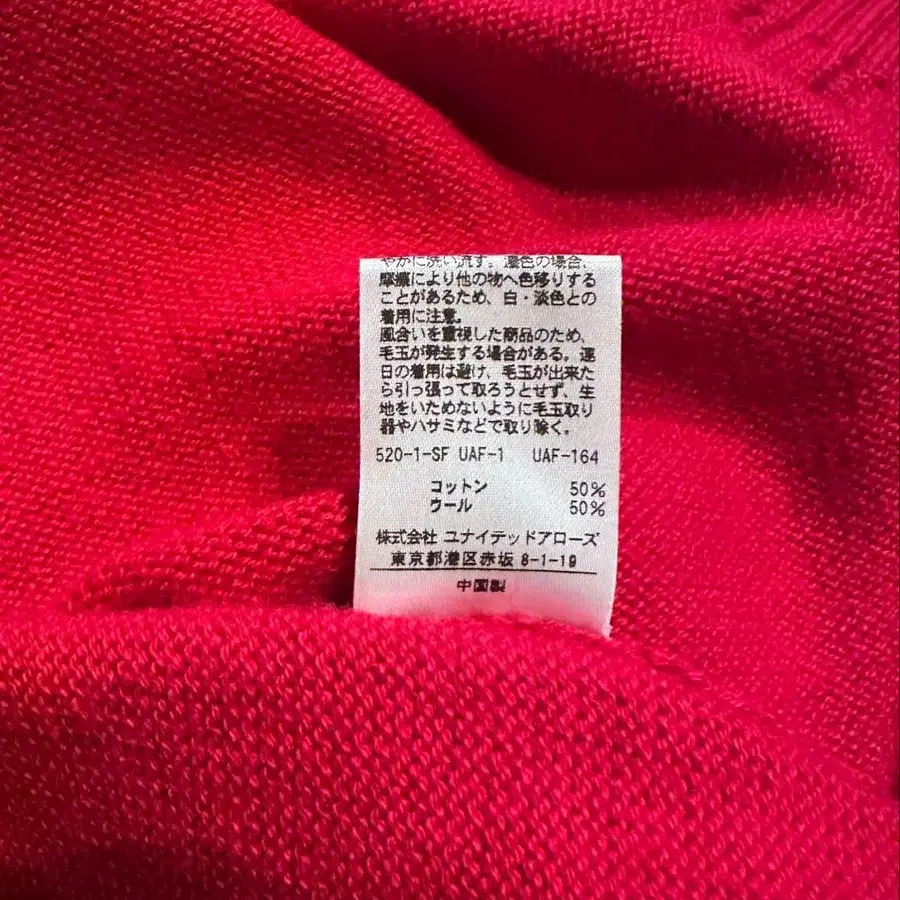 やかに洗い流す。濃色の場合、
摩擦により他の物へ色移りする
ことがあるため、白・淡色との
着用に注意。
風合いを重視した商品のため、
毛玉が発生する場合がある。連
日の着用は避け、毛玉が出来た
ら引っ張って取ろうとせず、生
地をいためないように毛玉取り
器やハサミなどで取り除く。
520-1-SF UAF-1 UAF-164
コットン 50%
ウール 50%
株式会社 ユナイテッドアローズ
東京都港区赤坂 8-1-19
中国製